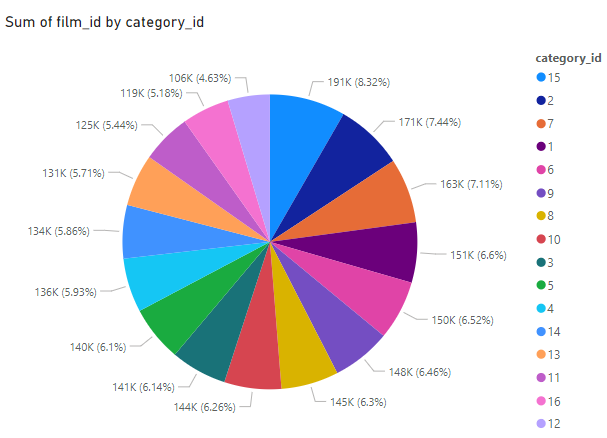 Sum of film_id by category_id
category_id
15
2
7
1
6
9
8
10
3
5
4
14
13
11
16
12
191K (8.32%)
171K (7.44%)
163K (7.11%)
151K (6.6%)
150K (6.52%)
148K (6.46%)
145K (6.3%)
144K (6.26%)
141K (6.14%)
140K (6.1%)
136K (5.93%)
134K (5.86%)
131K (5.71%)
125K (5.44%)
119K (5.18%)
106K (4.63%)